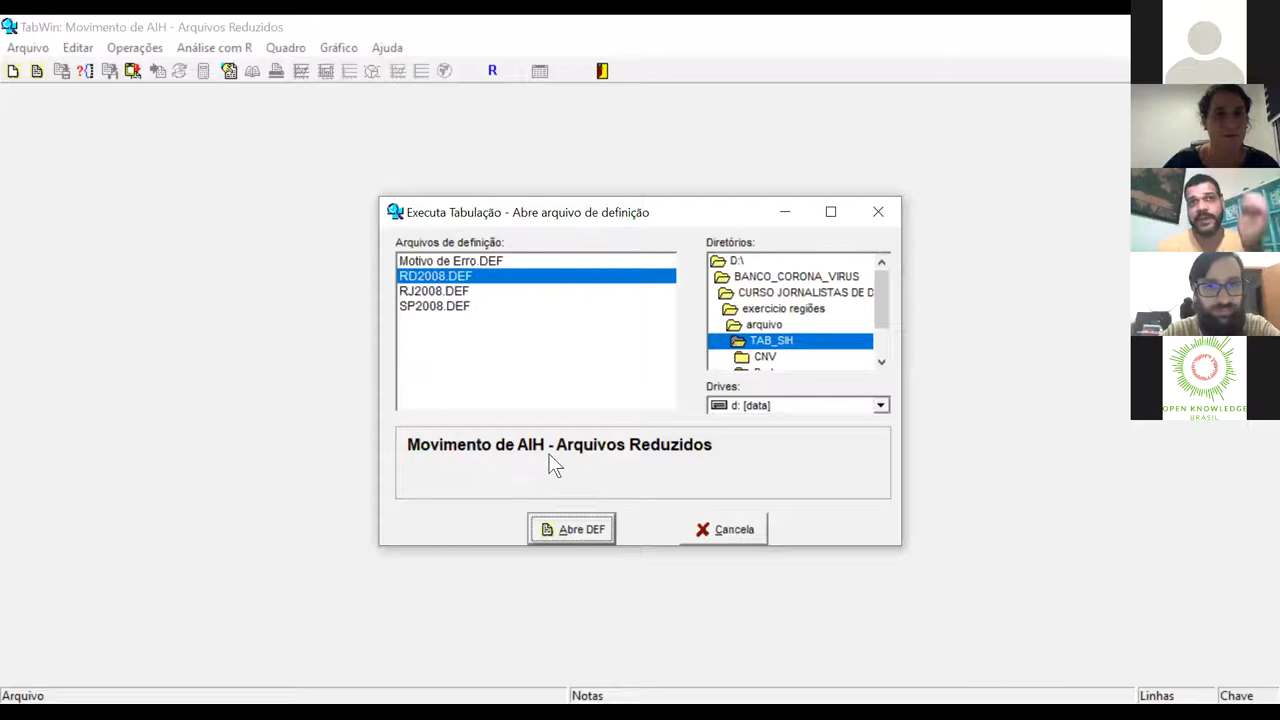 TabWin: Movimento de AIH - Arquivos Reduzidos
Arquivo Editar Operações Análise com R Quadro Gráfico Ajuda
R
Executa Tabulação - Abre arquivo de definição
Arquivos de definição:
Motivo de Erro.DEF
RD2008.DEF
RJ2008.DEF
SP2008.DEF
Diretórios:
D:\
BANCO_CORONA_VIRUS
CURSO JORNALISTAS DE D
exercicio regiões
arquivo
TAB_SIH
CNV
Drives:
d: [data]
Movimento de AIH - Arquivos Reduzidos
Abre DEF
Cancela
OPEN KNOWLEDGE
BRASIL
Arquivo Notas Linhas Chave